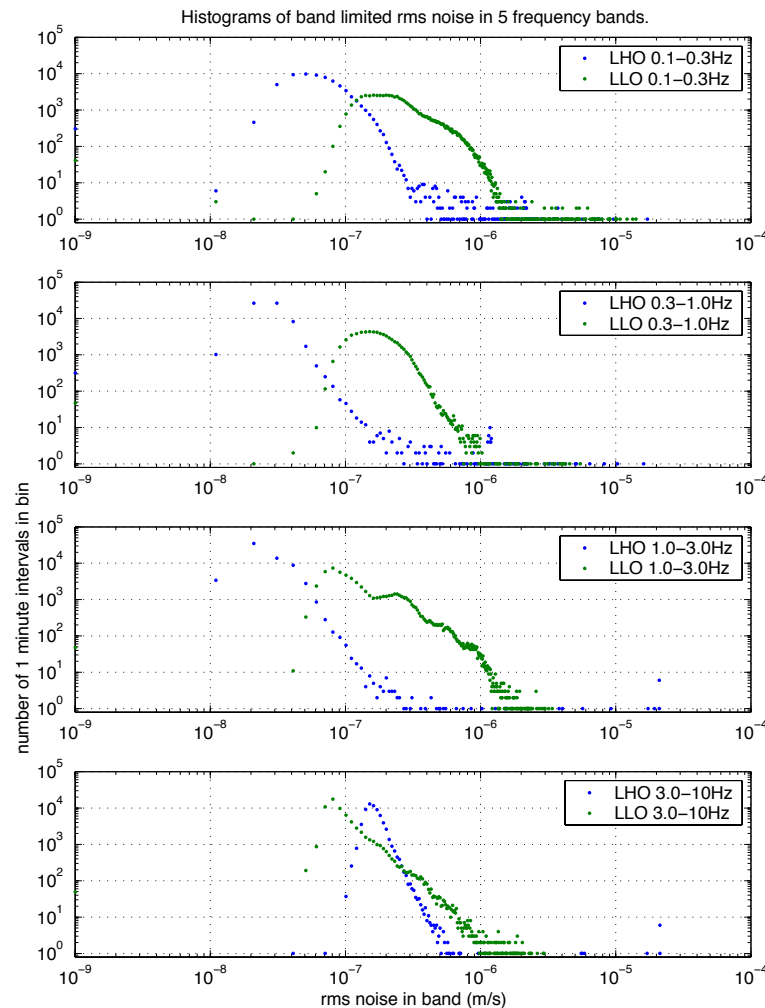 Histograms of band limited rms noise in 5 frequency bands.
10^5
10^4
10^3
10^2
10^1
10^0
LHO 0.1−0.3Hz
LLO 0.1−0.3Hz
10^−9 10^−8 10^−7 10^−6 10^−5 10^−4
10^5
10^4
10^3
10^2
10^1
10^0
LHO 0.3−1.0Hz
LLO 0.3−1.0Hz
10^−9 10^−8 10^−7 10^−6 10^−5 10^−4
number of 1 minute intervals in bin
10^5
10^4
10^3
10^2
10^1
10^0
LHO 1.0−3.0Hz
LLO 1.0−3.0Hz
10^−9 10^−8 10^−7 10^−6 10^−5 10^−4
10^5
10^4
10^3
10^2
10^1
10^0
LHO 3.0−10Hz
LLO 3.0−10Hz
10^−9 10^−8 10^−7 10^−6 10^−5 10^−4
rms noise in band (m/s)